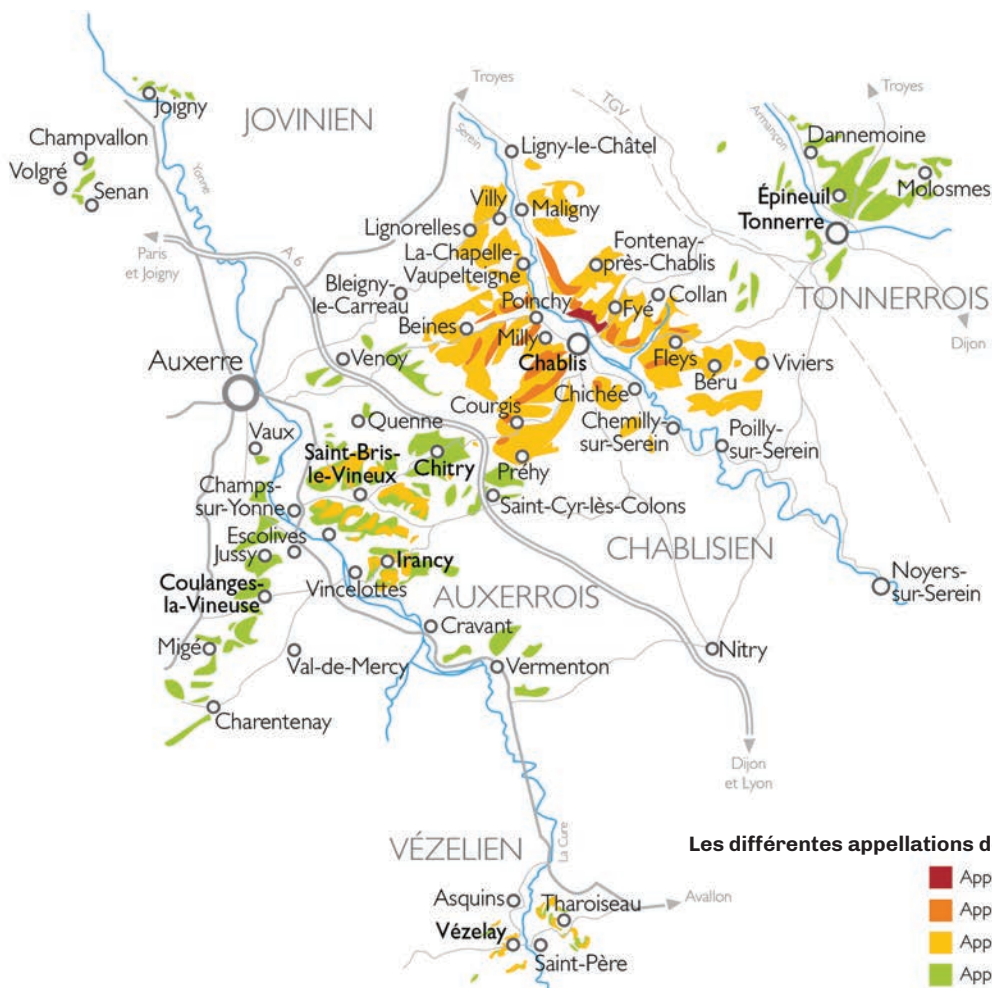 Troyes
TGV
Troyes
Joigny
JOVINIEN
Serein
Armançon
Champvallon
Ligny-le-Châtel
Dannemoine
Volgré
Senan
Yonne
Villy
Maligny
Épineuil
Molosmes
Tonnerre
Paris
et Joigny
A 6
Lignorelles
La-Chapelle-
Vaupelteigne
Fontenay-
près-Chablis
Bleigny-
le-Carreau
Poinchy
Fyé
Collan
TONNERROIS
Beines
Milly
Dijon
Auxerre
Venoy
Chablis
Fleys
Béru
Viviers
Chichée
Courgis
Quenne
Chemilly-
sur-Serein
Poilly-
sur-Serein
Vaux
Saint-Bris-
le-Vineux
Chitry
Préhy
Champs-
sur-Yonne
Saint-Cyr-lès-Colons
Escolives
Jussy
Irancy
CHABLISIEN
Coulanges-
la-Vineuse
Vincelottes
AUXERROIS
Noyers-
sur-Serein
Cravant
Migé
Val-de-Mercy
Vermenton
Nitry
Charentenay
Dijon
et Lyon
VÉZELIEN
La Cure
Les différentes appellations d
App
Asquins
Tharoiseau
Avallon
App
Vézelay
App
Saint-Père
App